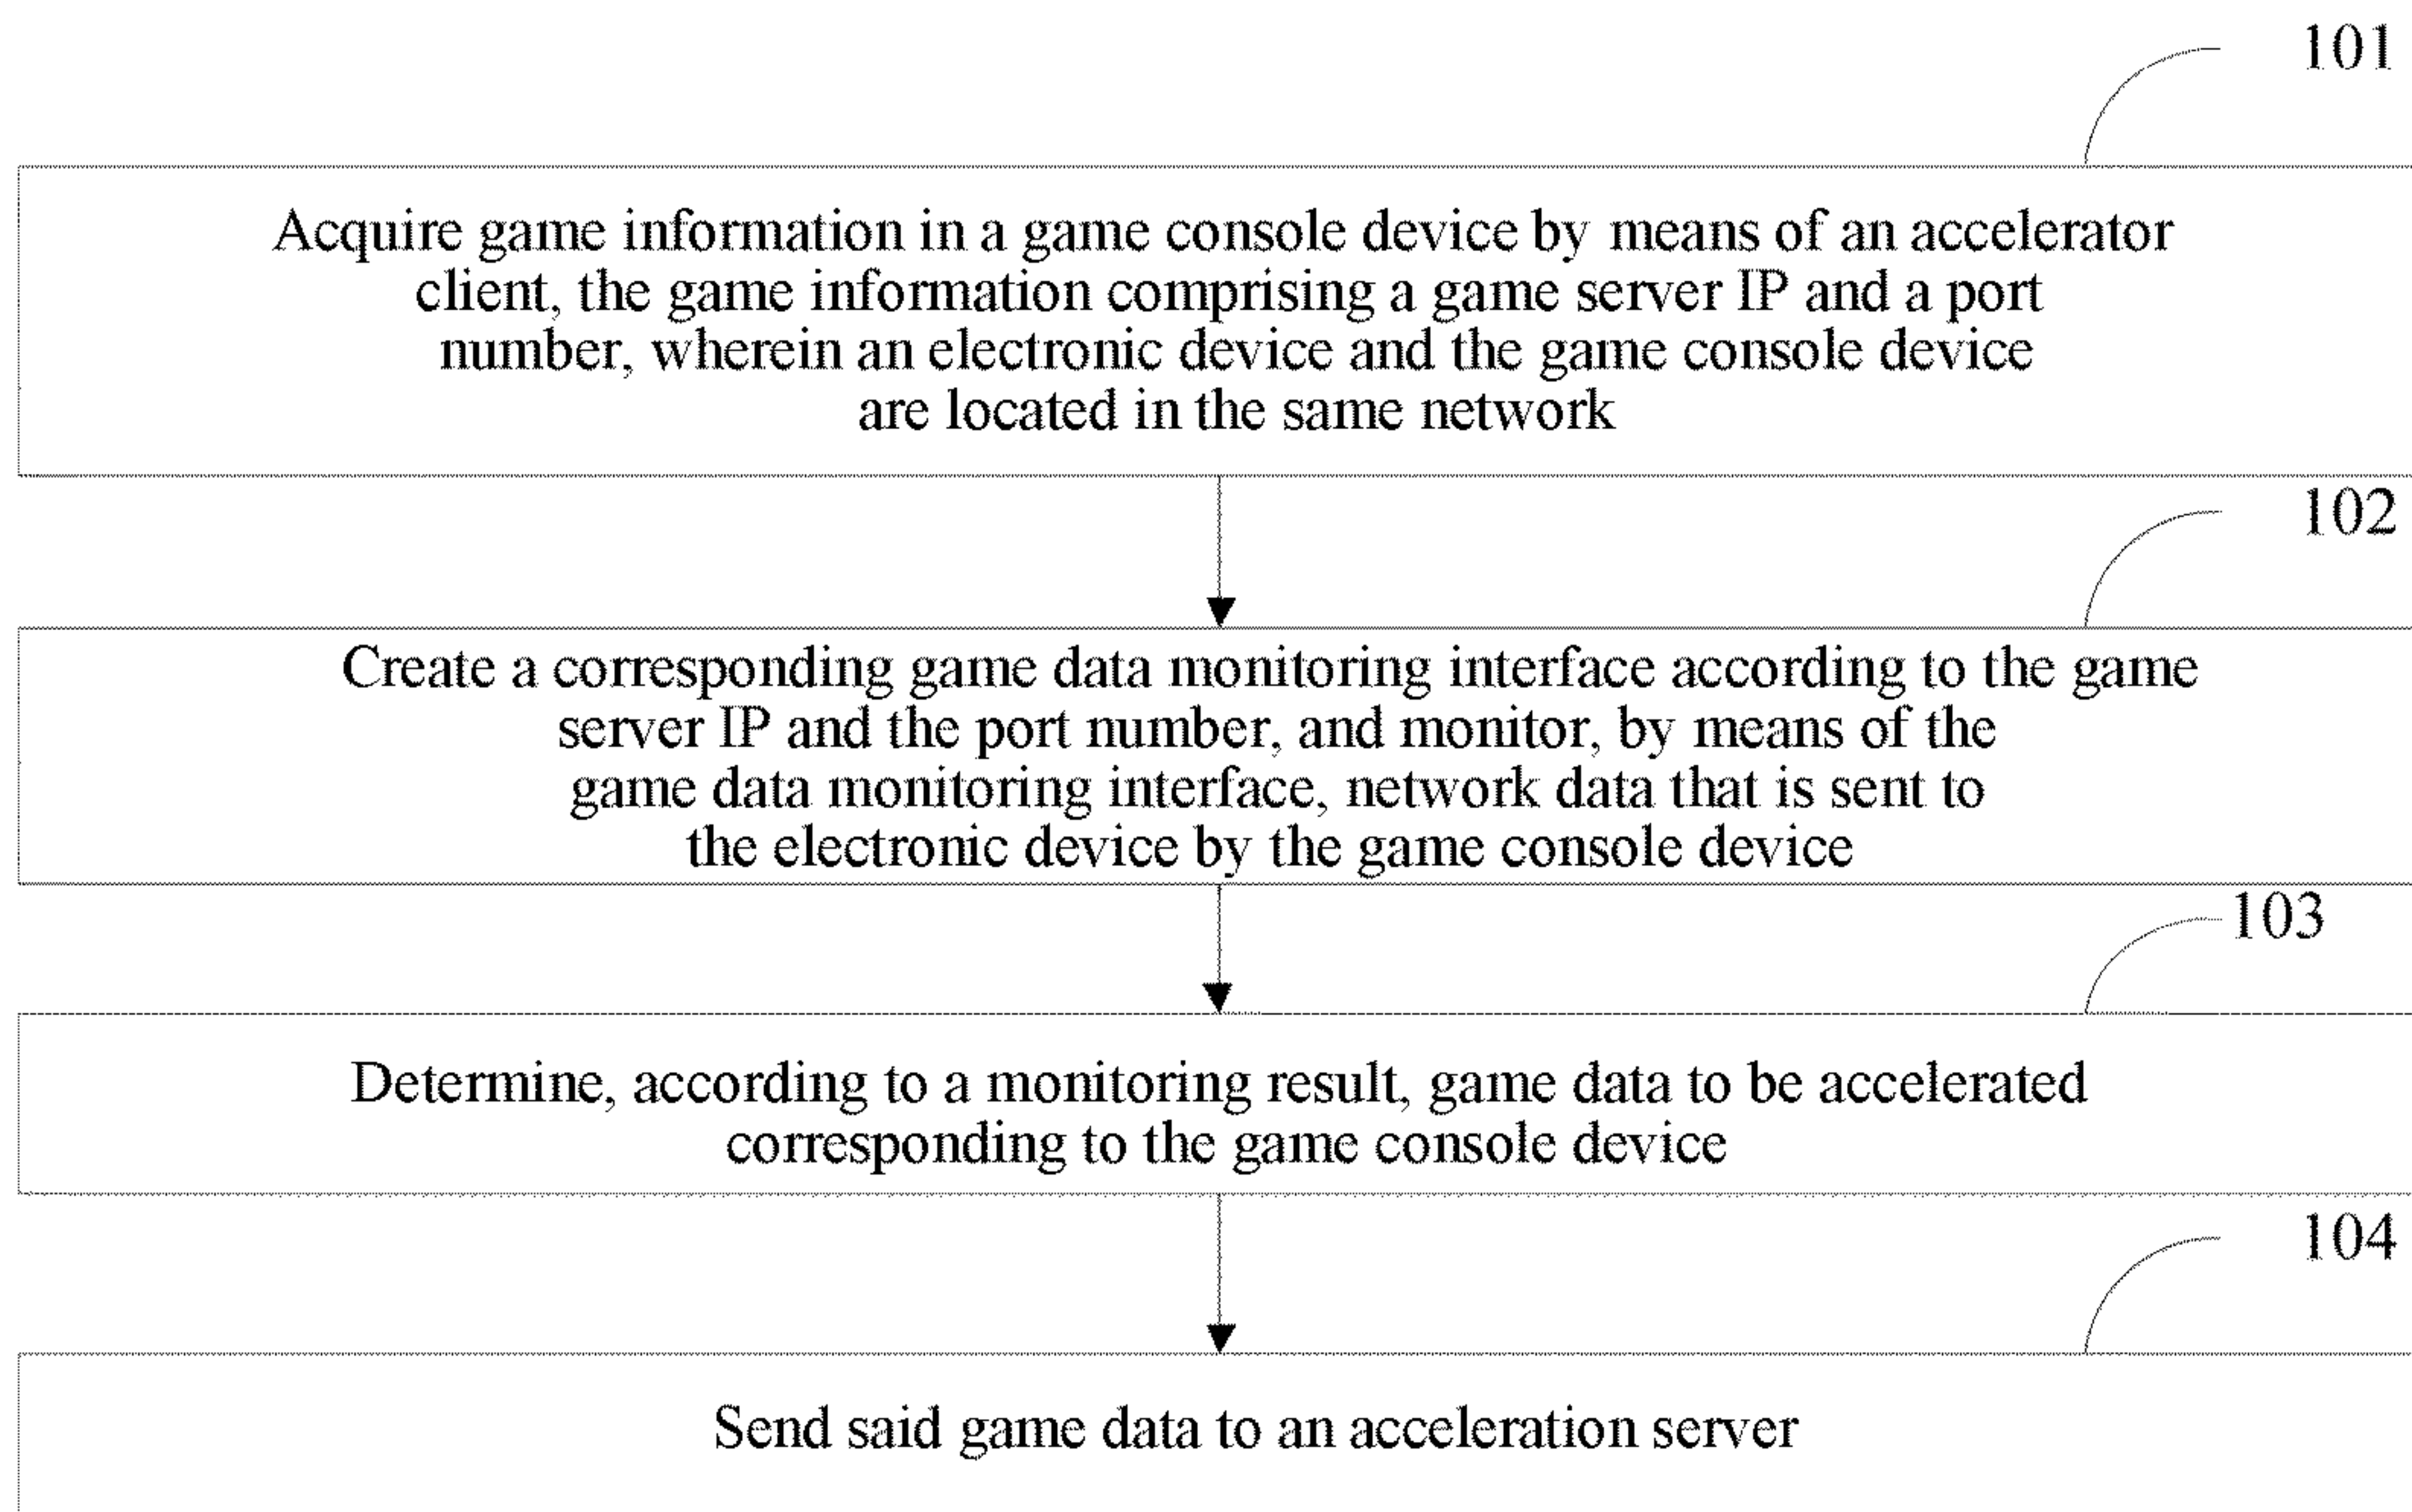 101
Acquire game information in a game console device by means of an accelerator
client, the game information comprising a game server IP and a port
number, wherein an electronic device and the game console device
are located in the same network
102
Create a corresponding game data monitoring interface according to the game
server IP and the port number, and monitor, by means of the
game data monitoring interface, network data that is sent to
the electronic device by the game console device
103
Determine, according to a monitoring result, game data to be accelerated
corresponding to the game console device
104
Send said game data to an acceleration server